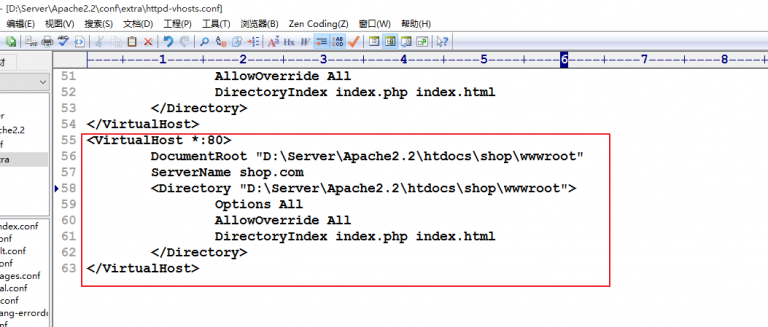 - [D:\Server\Apache2.2\conf\extra\httpd-vhosts.conf]
编辑(E) 视图(V) 搜索(S) 文档(D) 工程(P) 工具(T) 浏览器(B) Zen Coding(Z) 窗口(W) 帮助(H)
----+----1----+----2----+----3----+----4----+----5----+----6----+----7----+----8--
51 AllowOverride All
52 DirectoryIndex index.php index.html
53 </Directory>
54 </VirtualHost>
55 <VirtualHost *:80>
56 DocumentRoot "D:\Server\Apache2.2\htdocs\shop\wwwroot"
57 ServerName shop.com
58 <Directory "D:\Server\Apache2.2\htdocs\shop\wwwroot">
59 Options All
60 AllowOverride All
61 DirectoryIndex index.php index.html
62 </Directory>
63 </VirtualHost>
er
che2.2
f
tra
ndex.conf
onf
lt.conf
onf
ages.conf
al.conf
ang-errordo